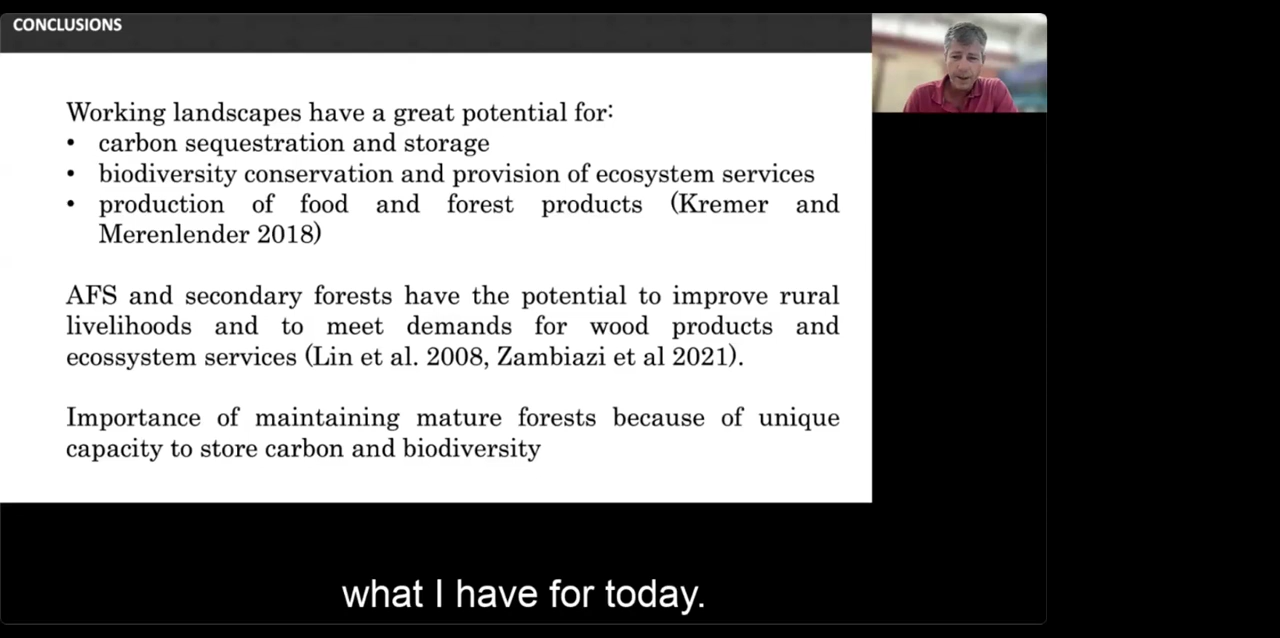 CONCLUSIONS
Working landscapes have a great potential for:
• carbon sequestration and storage
• biodiversity conservation and provision of ecosystem services
• production of food and forest products (Kremer and
Merenlender 2018)
AFS and secondary forests have the potential to improve rural
livelihoods and to meet demands for wood products and
ecossystem services (Lin et al. 2008, Zambiazi et al 2021).
Importance of maintaining mature forests because of unique
capacity to store carbon and biodiversity
what I have for today.